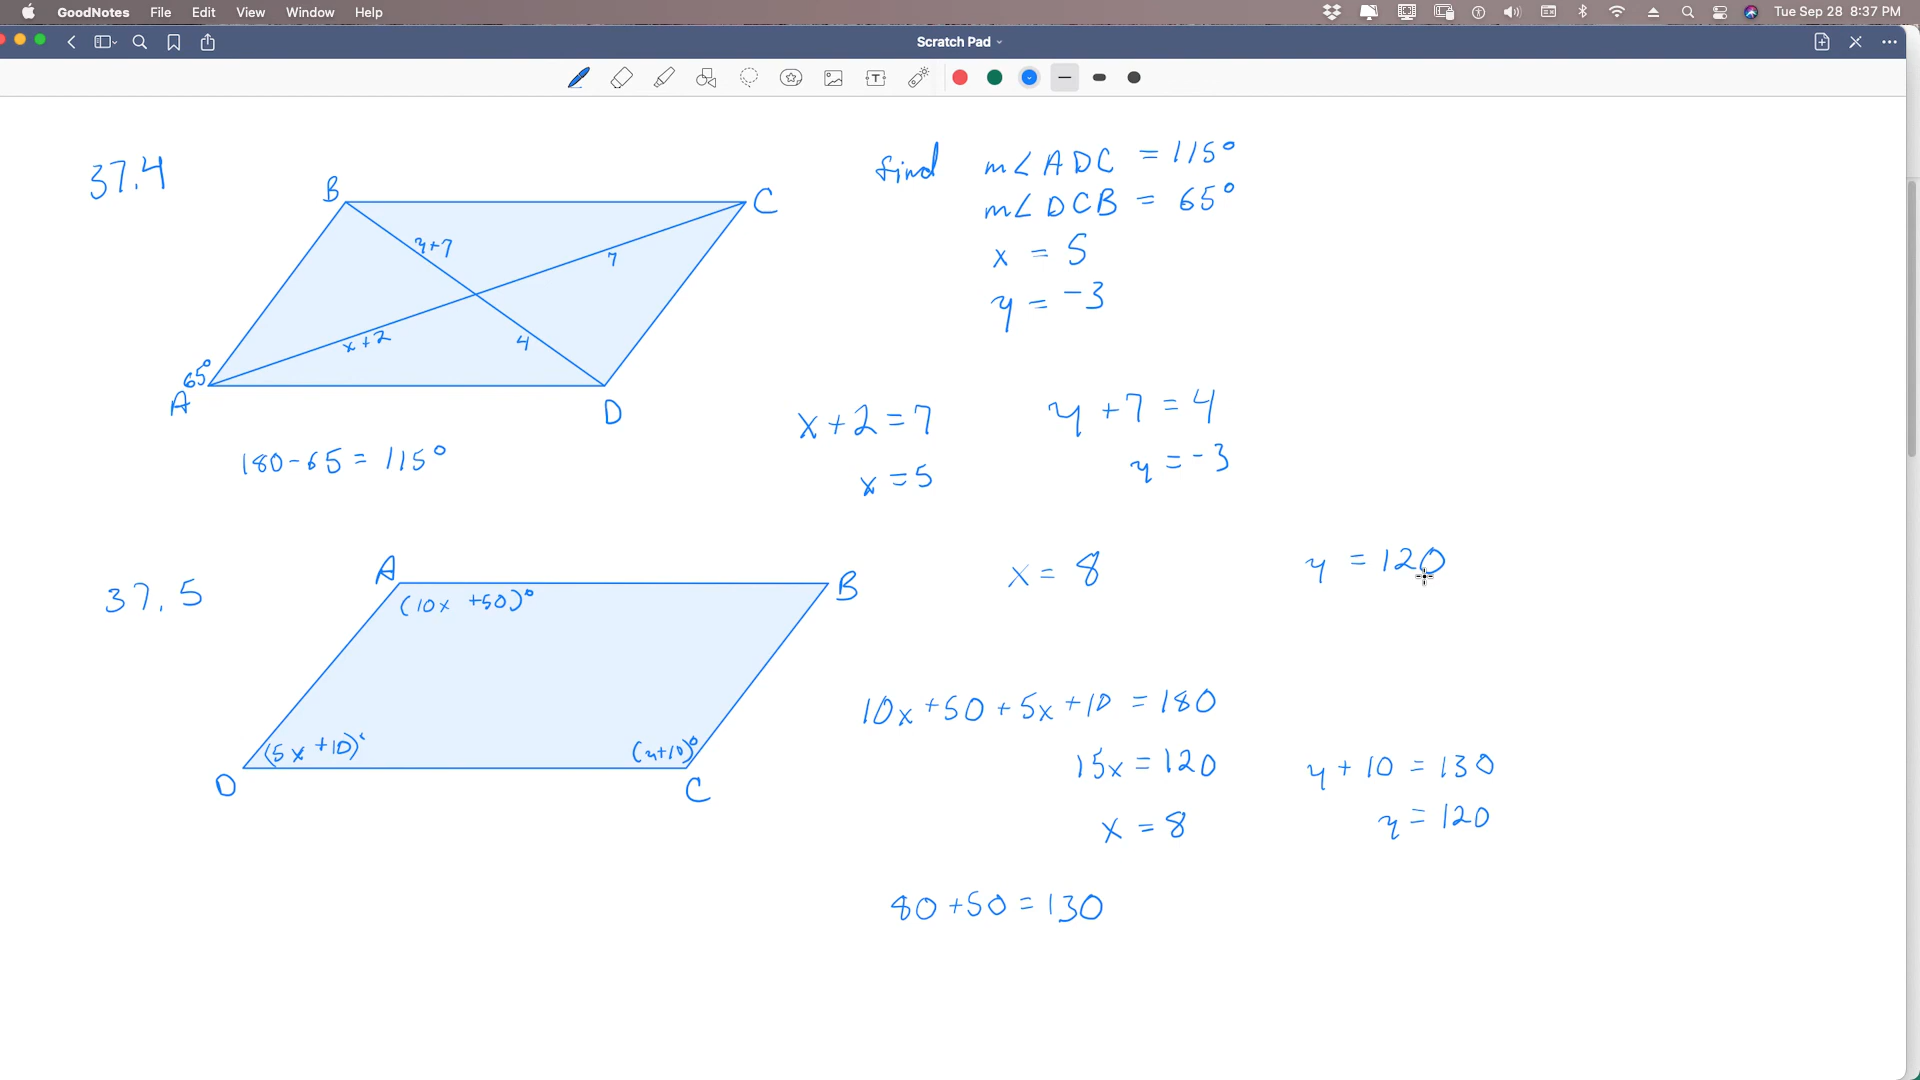 GoodNotes File Edit View Window Help Tue Sep 28 8:37 PM
Scratch Pad
37.4
B
C
y+7
7
x+2
4
65°
A
D
180-65 = 115°
find m∠ADC = 115°
m∠DCB = 65°
x = 5
y = -3
x+2=7
x=5
y+7=4
y=-3
37.5
A
B
(10x +50)°
(5x +10)°
(y+10)°
D
C
x= 8
y = 120
10x+50+5x+10 = 180
15x = 120
x = 8
y + 10 = 130
y = 120
80+50=130